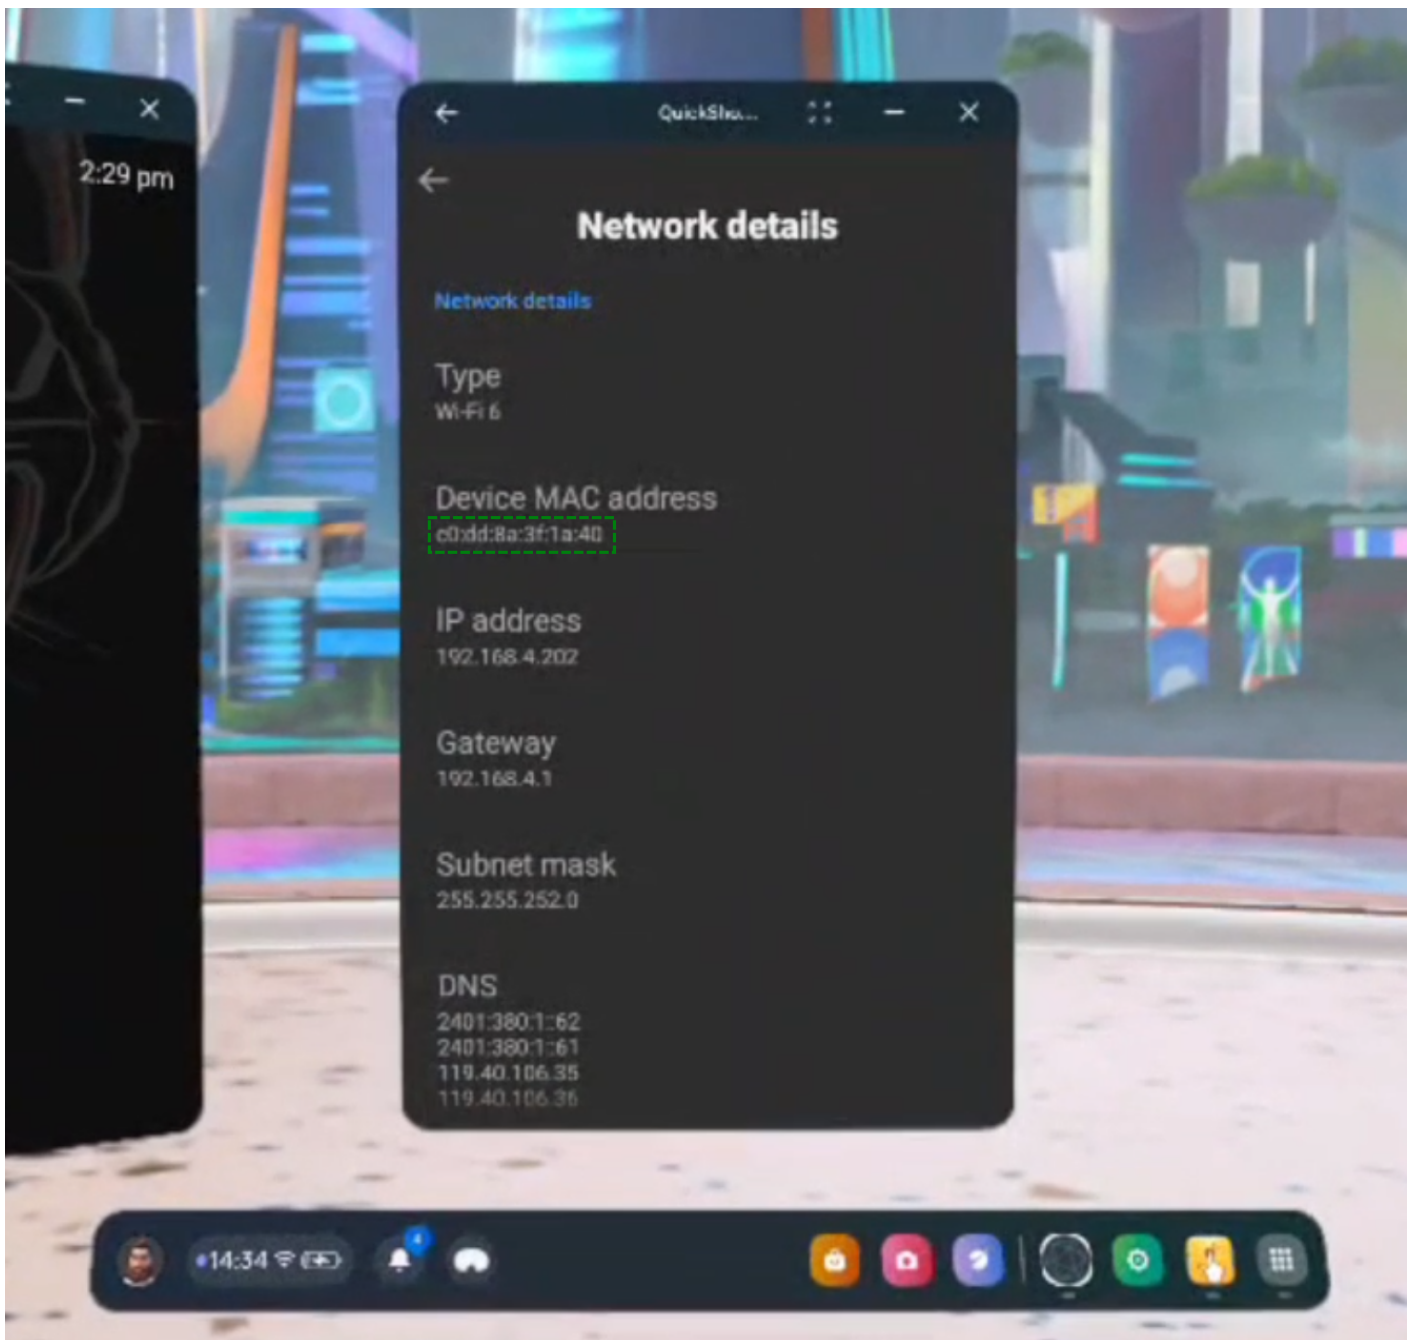 2:29 pm
QuickSho...
Network details
Network details
Type
Wi-Fi 6
Device MAC address
c0:dd:8a:3f:1a:40
IP address
192.168.4.202
Gateway
192.168.4.1
Subnet mask
255.255.252.0
DNS
2401:380:1::62
2401:380:1::61
119.40.106.35
119.40.106.36
14:34
4